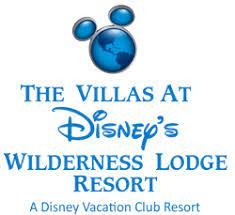 THE VILLAS AT
DISNEY'S
WILDERNESS LODGE
RESORT
A Disney Vacation Club Resort